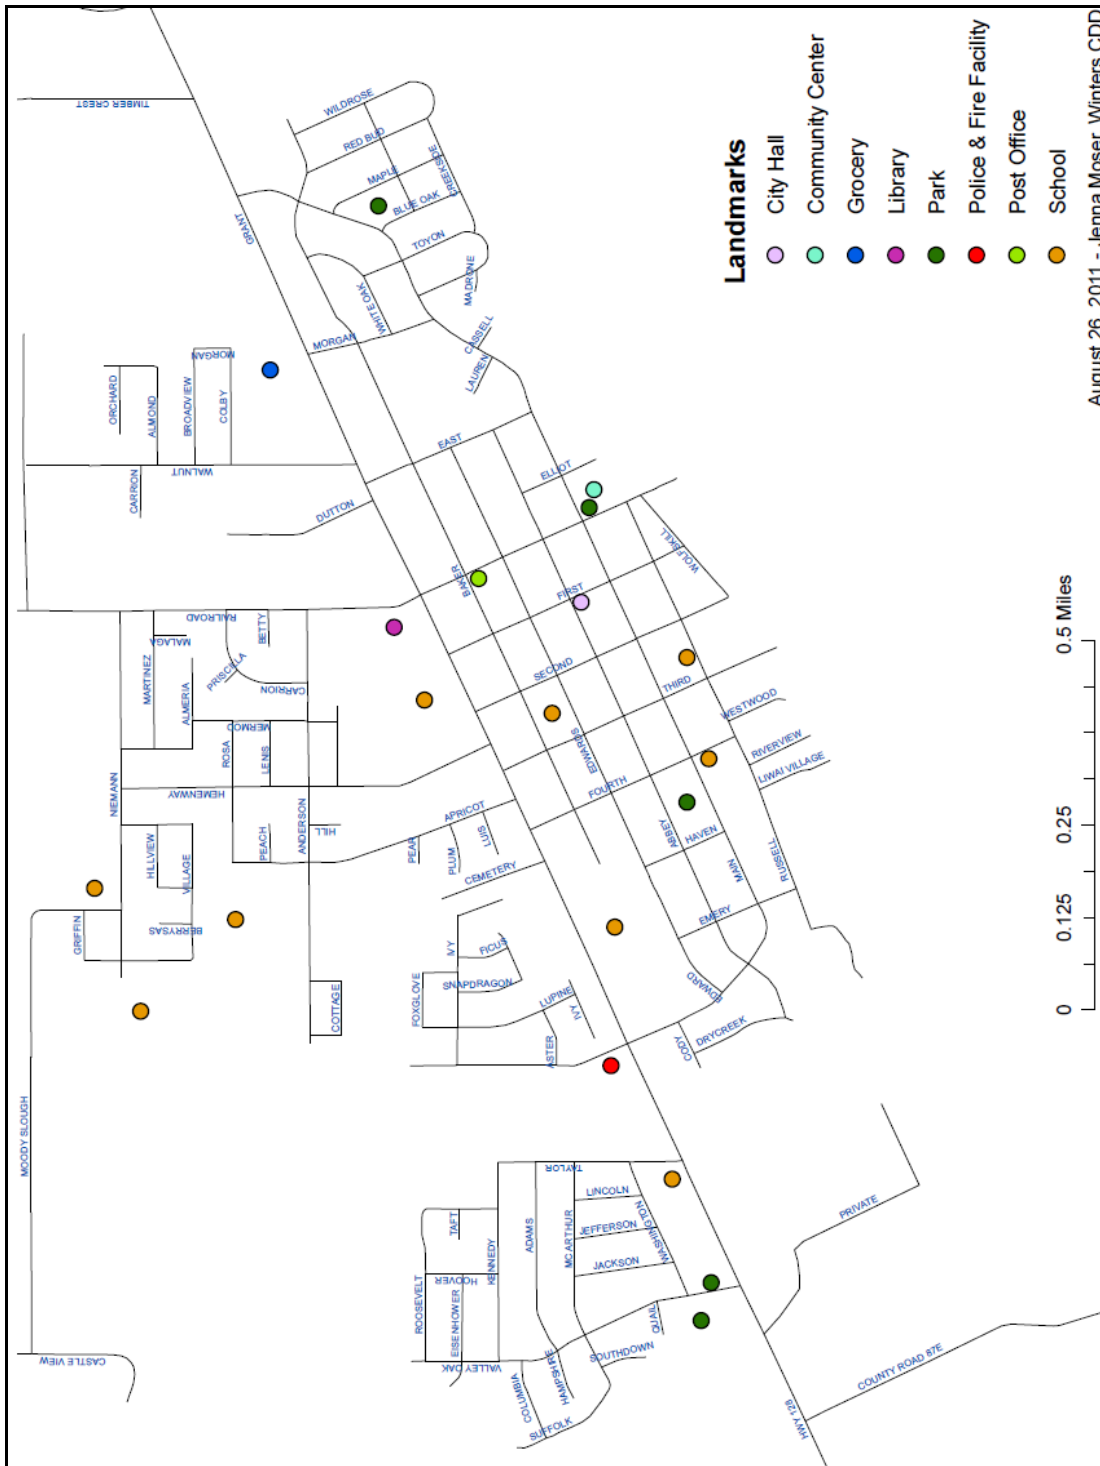 TIMBER CREST
WILDROSE
RED BUD
MAPLE
CREEKSIDE
BLUE OAK
GRANT
TOYON
MADRONE
WHITE OAK
MORGAN
CASSELL
LAUREN
MORGAN
ORCHARD
ALMOND
BROADVIEW
COLBY
WALNUT
CARRION
DUTTON
EAST
ELLIOT
WOLFSKILL
BAKER
FIRST
SECOND
THIRD
WESTWOOD
RIVERVIEW
LIWAI VILLAGE
EDWARDS
FOURTH
ABBEY
HAVEN
MAIN
RUSSELL
EMERY
EDWARD
RAILROAD
MALAGA
MARTINEZ
BETTY
PRISCILLA
CARRION
ALMERIA
MERMOD
ROSA
LENIS
NIEMANN
HEMENWAY
ANDERSON
HILL
PEACH
HILLVIEW
VILLAGE
BERRYSAS
GRIFFIN
APRICOT
PEAR
PLUM
LUIS
CEMETERY
IVY
FICUS
SNAPDRAGON
FOXGLOVE
LUPINE
IVY
ASTER
COTTAGE
CODY
DRYCREEK
MOODY SLOUGH
CASTLE VIEW
TAYLOR
LINCOLN
JEFFERSON
WASHINGTON
JACKSON
MCARTHUR
ADAMS
TAFT
KENNEDY
HOOVER
ROOSEVELT
EISENHOWER
VALLEY OAK
QUAIL
SOUTHDOWN
HAMPSHIRE
COLUMBIA
SUFFOLK
PRIVATE
COUNTY ROAD 87E
HWY 128
Landmarks
City Hall
Community Center
Grocery
Library
Park
Police & Fire Facility
Post Office
School
0 0.125 0.25 0.5 Miles
August 26, 2011 - Jenna Moser, Winters CDD